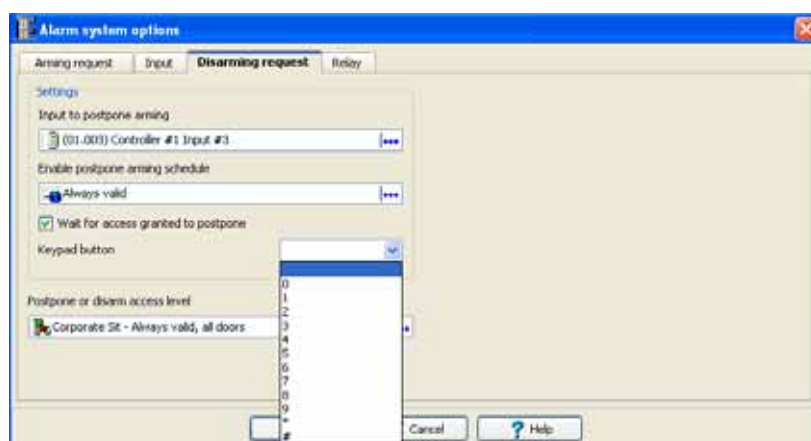 Alarm system options
Arming request Input Disarming request Relay
Settings
Input to postpone arming
(01.003) Controller #1 Input #3
Enable postpone arming schedule
Always valid
Wait for access granted to postpone
Keypad button
0
1
2
3
4
5
6
7
8
9
*
#
Postpone or disarm access level
Corporate Sit - Always valid, all doors
Cancel Help